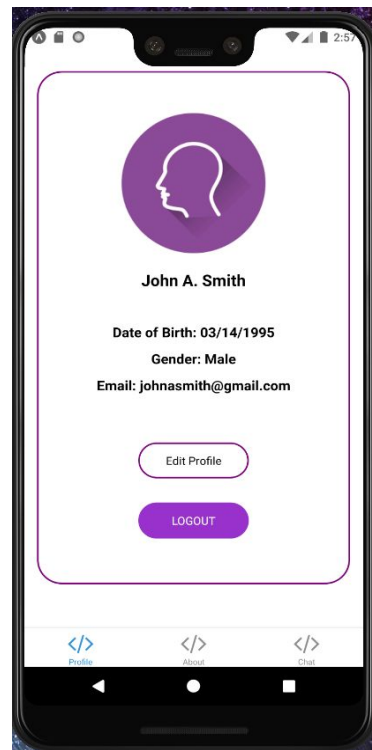 2:57
John A. Smith
Date of Birth: 03/14/1995
Gender: Male
Email: johnasmith@gmail.com
Edit Profile
LOGOUT
</> </> </>
Profile About Chat